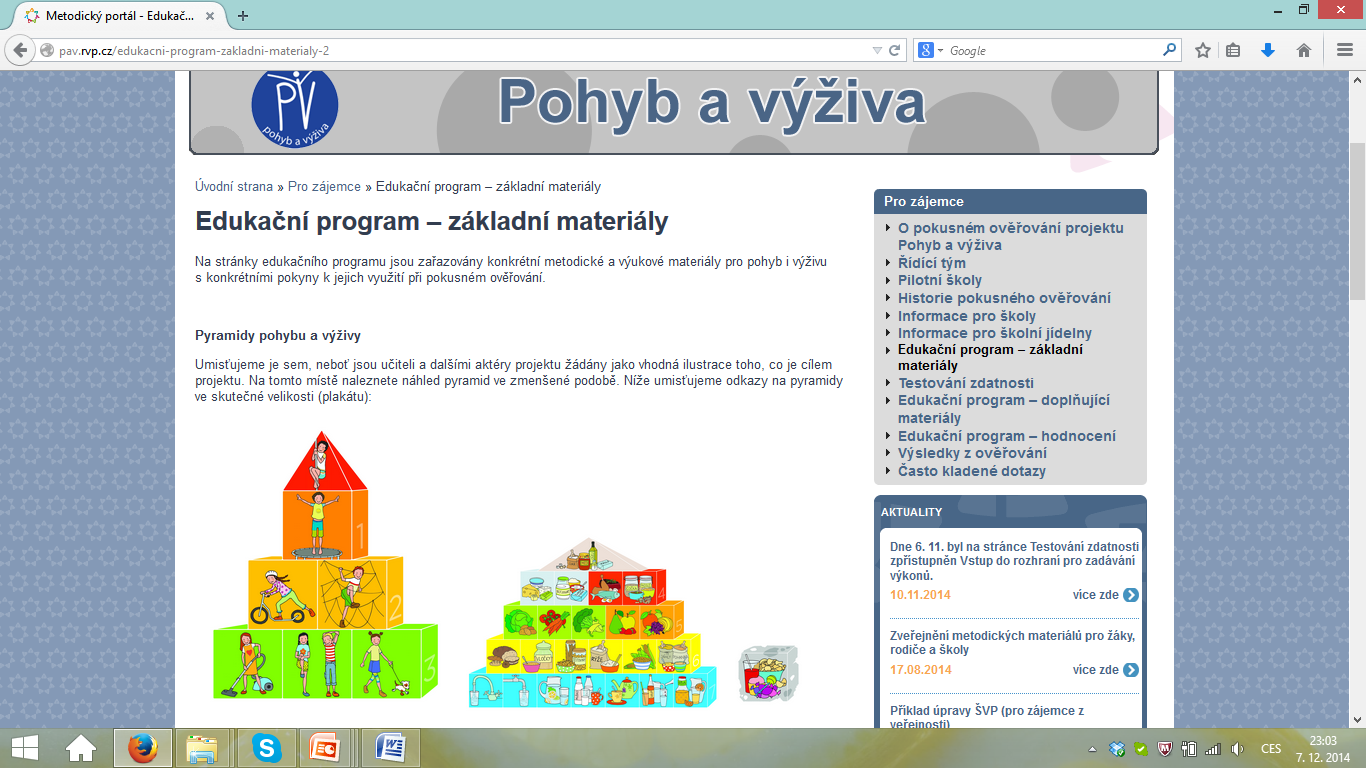 Metodický portál - Edukač...
pav.rvp.cz/edukacni-program-zakladni-materialy-2
Google
PV
pohyb a výživa
Pohyb a výživa
Úvodní strana » Pro zájemce » Edukační program – základní materiály
Edukační program – základní materiály
Na stránky edukačního programu jsou zařazovány konkrétní metodické a výukové materiály pro pohyb i výživu
s konkrétními pokyny k jejich využití při pokusném ověřování.
Pyramidy pohybu a výživy
Umisťujeme je sem, neboť jsou učiteli a dalšími aktéry projektu žádány jako vhodná ilustrace toho, co je cílem
projektu. Na tomto místě naleznete náhled pyramid ve zmenšené podobě. Níže umisťujeme odkazy na pyramidy
ve skutečné velikosti (plakátu):
1
2
3
4
5
RÝŽE
Pro zájemce
O pokusném ověřování projektu
Pohyb a výživa
Řídící tým
Pilotní školy
Historie pokusného ověřování
Informace pro školy
Informace pro školní jídelny
Edukační program – základní
materiály
Testování zdatnosti
Edukační program – doplňující
materiály
Edukační program – hodnocení
Výsledky z ověřování
Často kladené dotazy
AKTUALITY
Dne 6. 11. byl na stránce Testování zdatnosti
zpřístupněn Vstup do rozhraní pro zadávání
výkonů.
10.11.2014 více zde
Zveřejnění metodických materiálů pro žáky,
rodiče a školy
17.08.2014 více zde
Příklad úpravy ŠVP (pro zájemce z
veřejnosti)
CES
23:03
7. 12. 2014